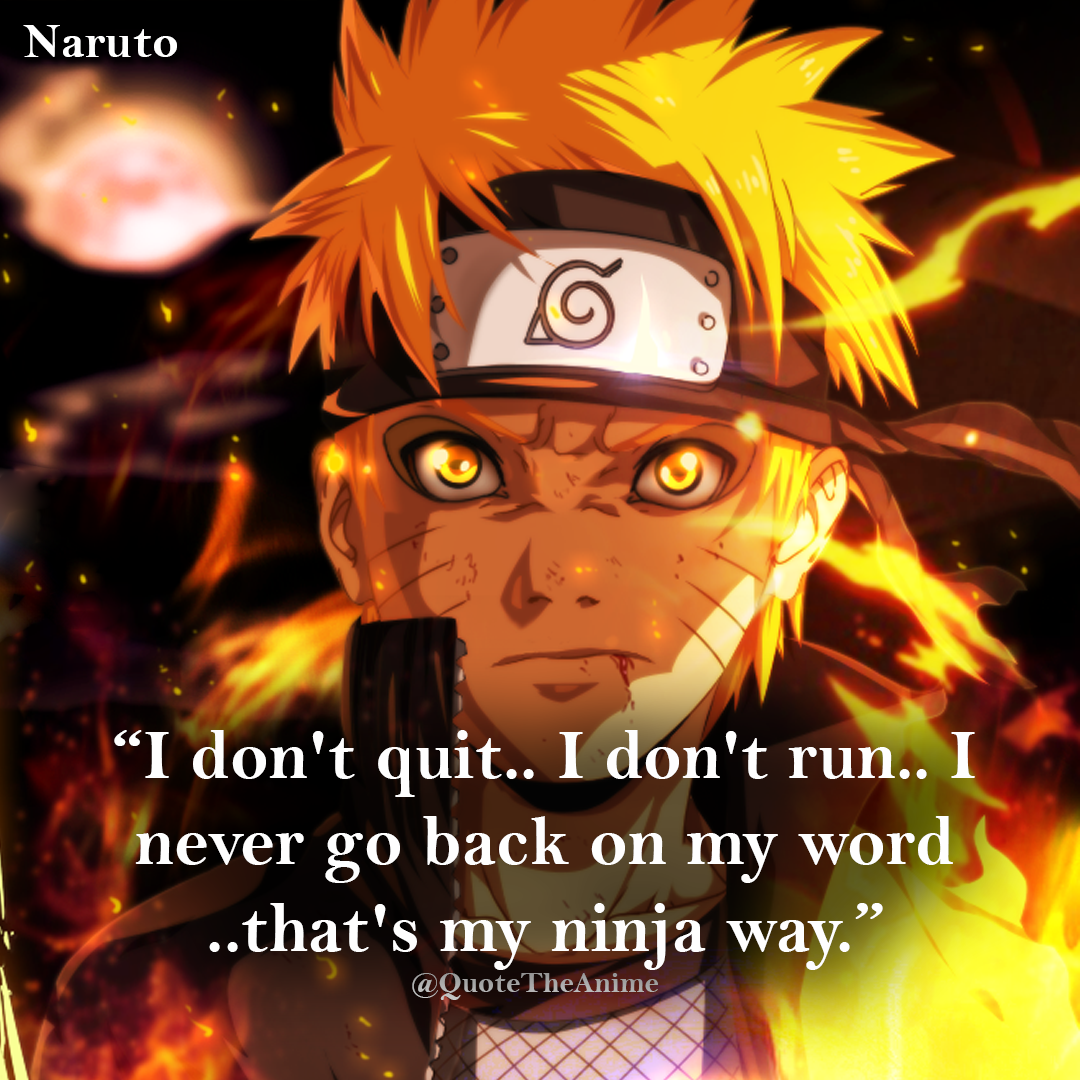 Naruto
“I don't quit.. I don't run.. I
never go back on my word
..that's my ninja way.”
@QuoteTheAnime